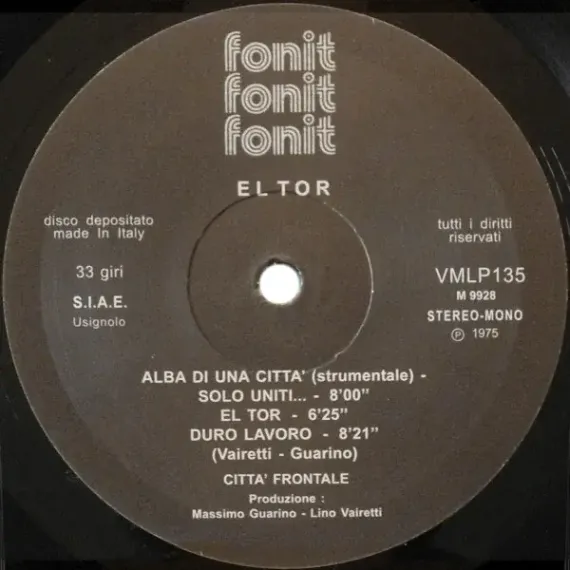 fonit
fonit
fonit
EL TOR
disco depositato
made In Italy
tutti i diritti
riservati
33 giri
VMLP135
M 9928
S.I.A.E.
STEREO-MONO
Usignolo
Ⓟ 1975
ALBA DI UNA CITTA' (strumentale) -
SOLO UNITI... - 8'00"
EL TOR - 6'25"
DURO LAVORO - 8'21"
(Vairetti - Guarino)
CITTA' FRONTALE
Produzione :
Massimo Guarino - Lino Vairetti